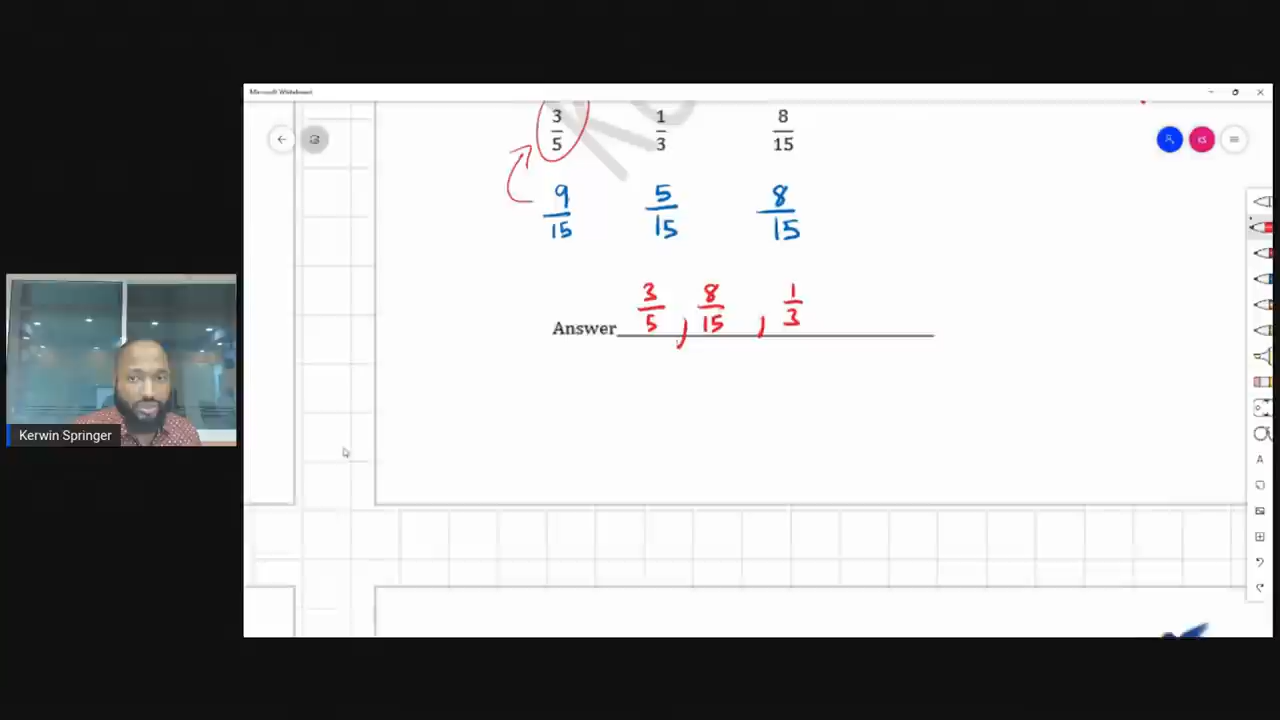 Microsoft Whiteboard
3/5 1/3 8/15
9/15 5/15 8/15
Answer 3/5, 8/15, 1/3
Kerwin Springer
KS
A